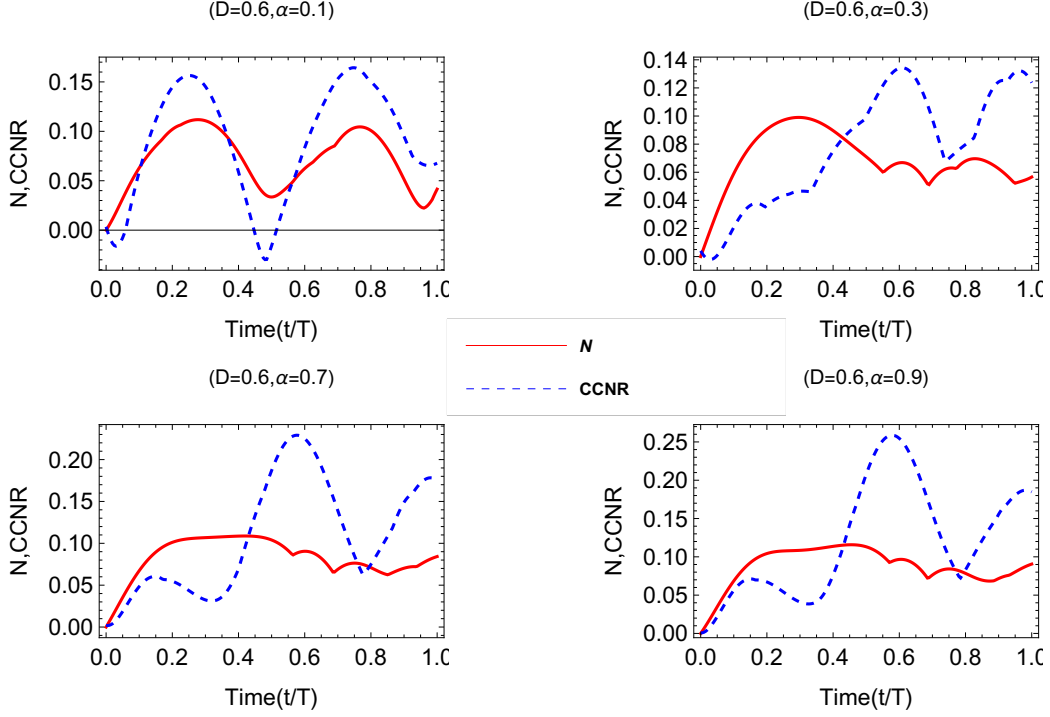 (D=0.6,α=0.1)
N,CCNR
0.15
0.10
0.05
0.00
0.0 0.2 0.4 0.6 0.8 1.0
Time(t/T)
(D=0.6,α=0.3)
N,CCNR
0.14
0.12
0.10
0.08
0.06
0.04
0.02
0.00
0.0 0.2 0.4 0.6 0.8 1.0
Time(t/T)
N
CCNR
(D=0.6,α=0.7)
N,CCNR
0.20
0.15
0.10
0.05
0.00
0.0 0.2 0.4 0.6 0.8 1.0
Time(t/T)
(D=0.6,α=0.9)
N,CCNR
0.25
0.20
0.15
0.10
0.05
0.00
0.0 0.2 0.4 0.6 0.8 1.0
Time(t/T)